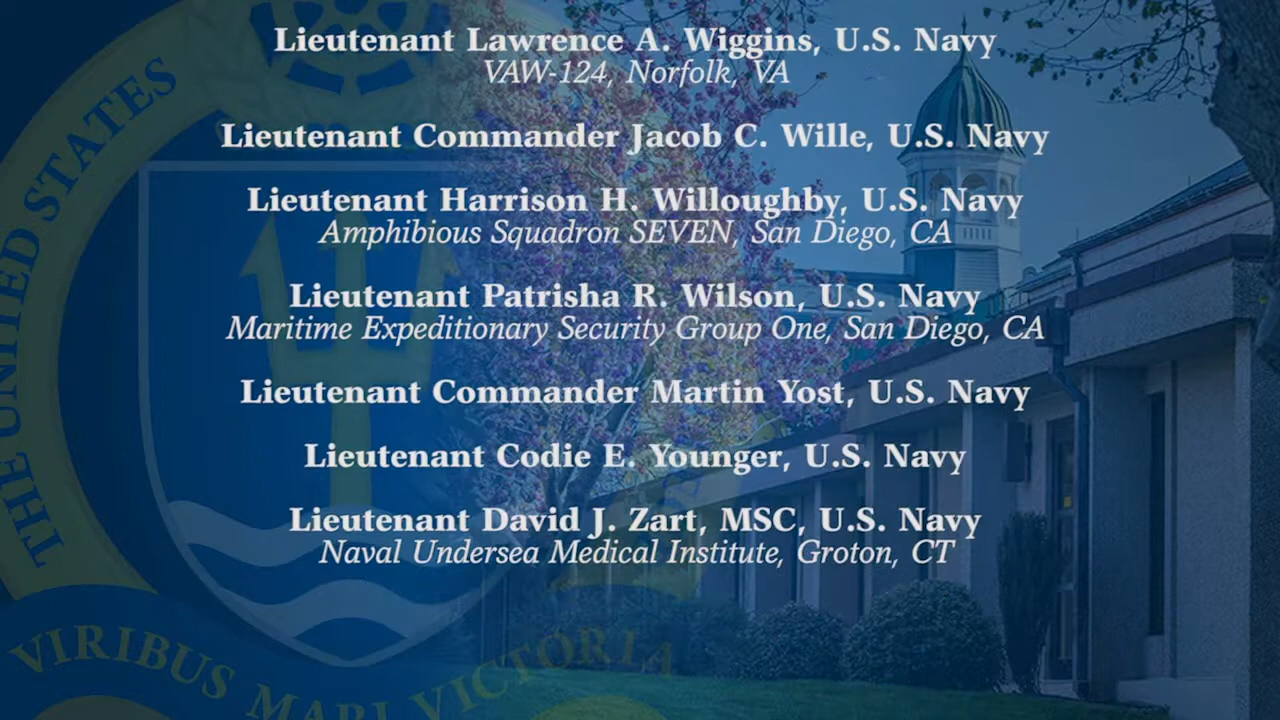 Lieutenant Lawrence A. Wiggins, U.S. Navy
VAW-124, Norfolk, VA
Lieutenant Commander Jacob C. Wille, U.S. Navy
Lieutenant Harrison H. Willoughby, U.S. Navy
Amphibious Squadron SEVEN, San Diego, CA
Lieutenant Patrisha R. Wilson, U.S. Navy
Maritime Expeditionary Security Group One, San Diego, CA
Lieutenant Commander Martin Yost, U.S. Navy
Lieutenant Codie E. Younger, U.S. Navy
Lieutenant David J. Zart, MSC, U.S. Navy
Naval Undersea Medical Institute, Groton, CT
THE UNITED STATES
VIRIBUS MARI VICTORIA